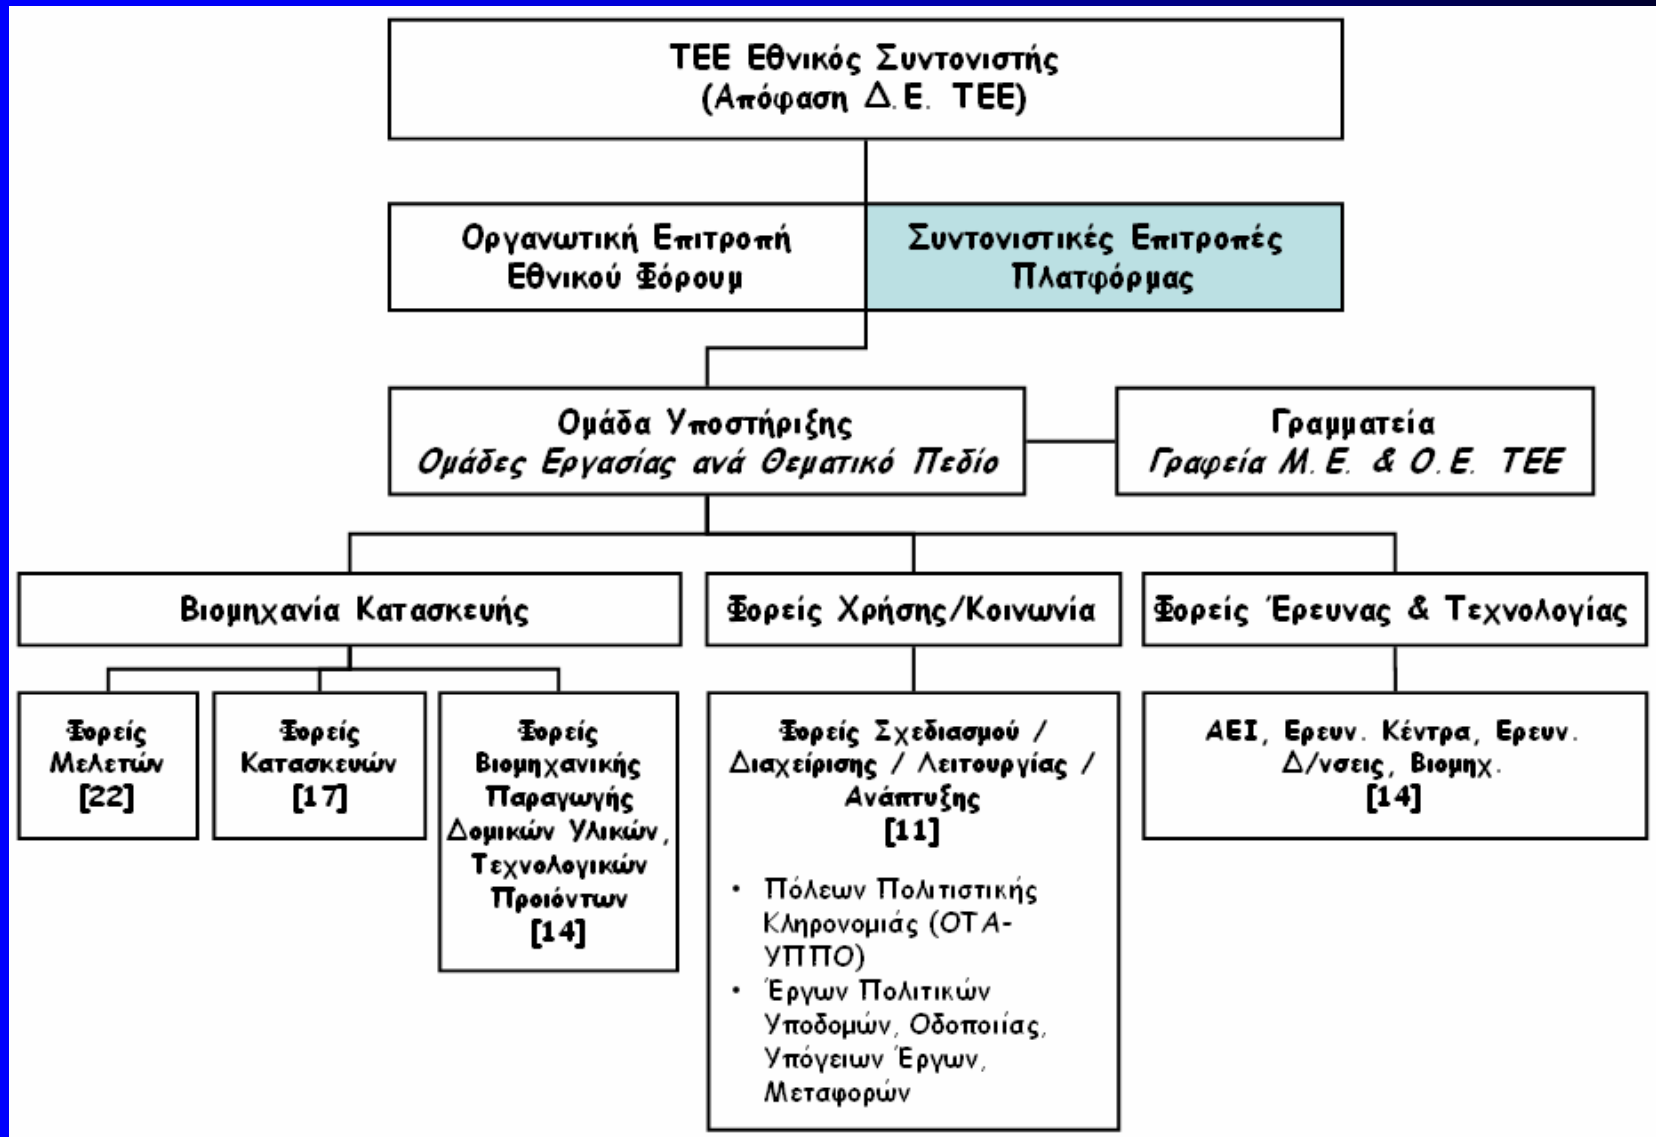 ΤΕΕ Εθνικός Συντονιστής
(Απόφαση Δ.Ε. ΤΕΕ)
Οργανωτική Επιτροπή
Εθνικού Φόρουμ
Συντονιστικές Επιτροπές
Πλατφόρμας
Ομάδα Υποστήριξης
Ομάδες Εργασίας ανά Θεματικό Πεδίο
Γραμματεία
Γραφεία Μ.Ε. & Ο.Ε. ΤΕΕ
Βιομηχανία Κατασκευής
Φορείς Χρήσης/Κοινωνία
Φορείς Έρευνας & Τεχνολογίας
Φορείς
Μελετών
[22]
Φορείς
Κατασκευών
[17]
Φορείς
Βιομηχανικής
Παραγωγής
Δομικών Υλικών,
Τεχνολογικών
Προιόντων
[14]
Φορείς Σχεδιασμού /
Διαχείρισης / Λειτουργίας /
Ανάπτυξης
[11]
• Πόλεων Πολιτιστικής
Κληρονομιάς (ΟΤΑ-
ΥΠΠΟ)
• Έργων Πολιτικών
Υποδομών, Οδοποιίας,
Υπόγειων Έργων,
Μεταφορών
ΑΕΙ, Ερευν. Κέντρα, Ερευν.
Δ/νσεις, Βιομηχ.
[14]